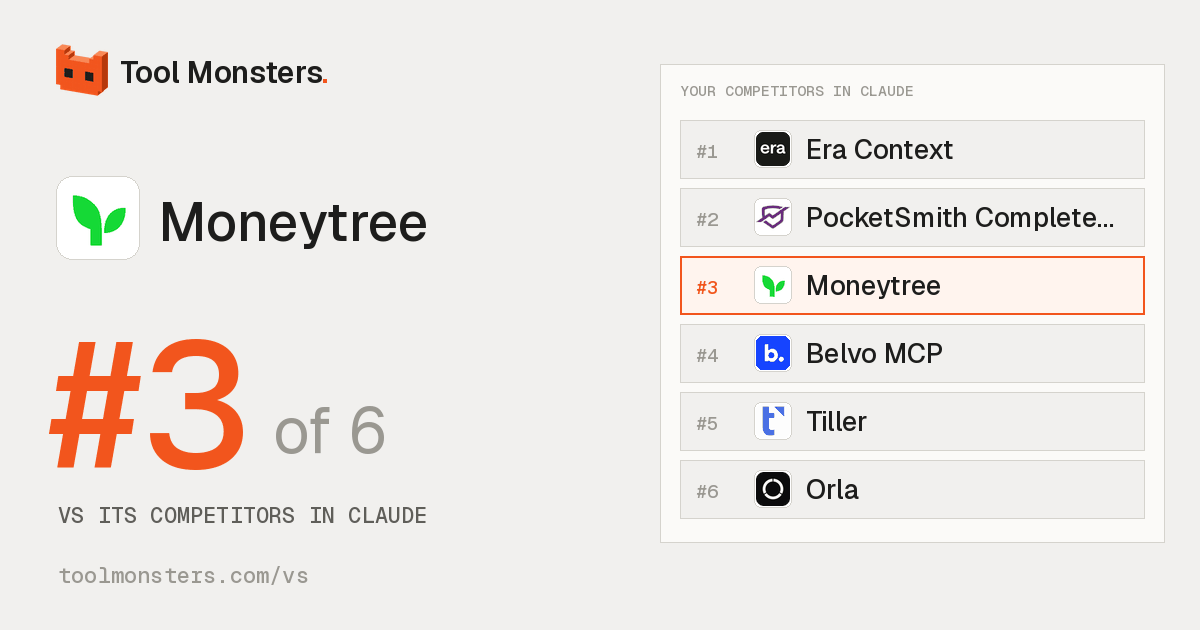 Tool Monsters.
Moneytree
#3 of 6
VS ITS COMPETITORS IN CLAUDE
toolmonsters.com/vs
YOUR COMPETITORS IN CLAUDE
#1 era Era Context
#2 PocketSmith Complete...
#3 Moneytree
#4 b. Belvo MCP
#5 t Tiller
#6 Orla